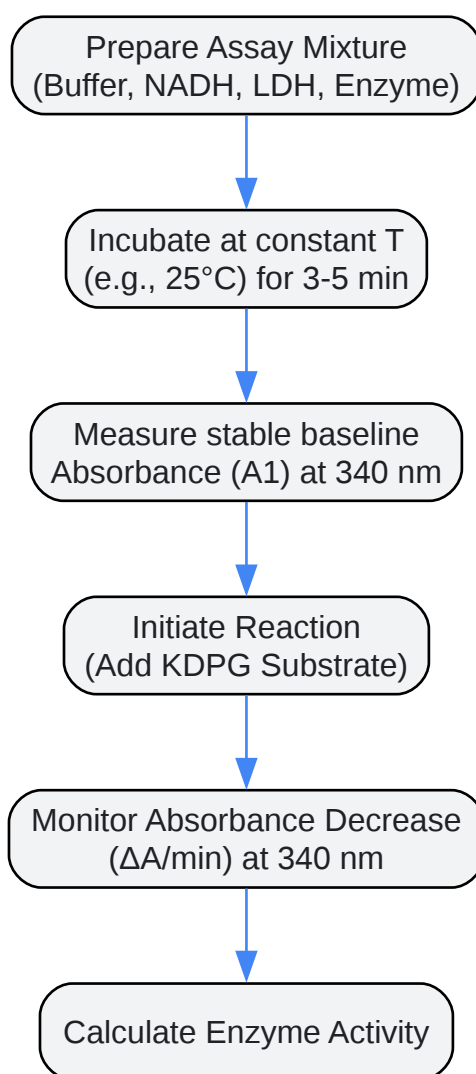 Prepare Assay Mixture
(Buffer, NADH, LDH, Enzyme)
Incubate at constant T
(e.g., 25°C) for 3-5 min
Measure stable baseline
Absorbance (A1) at 340 nm
Initiate Reaction
(Add KDPG Substrate)
Monitor Absorbance Decrease
(ΔA/min) at 340 nm
Calculate Enzyme Activity